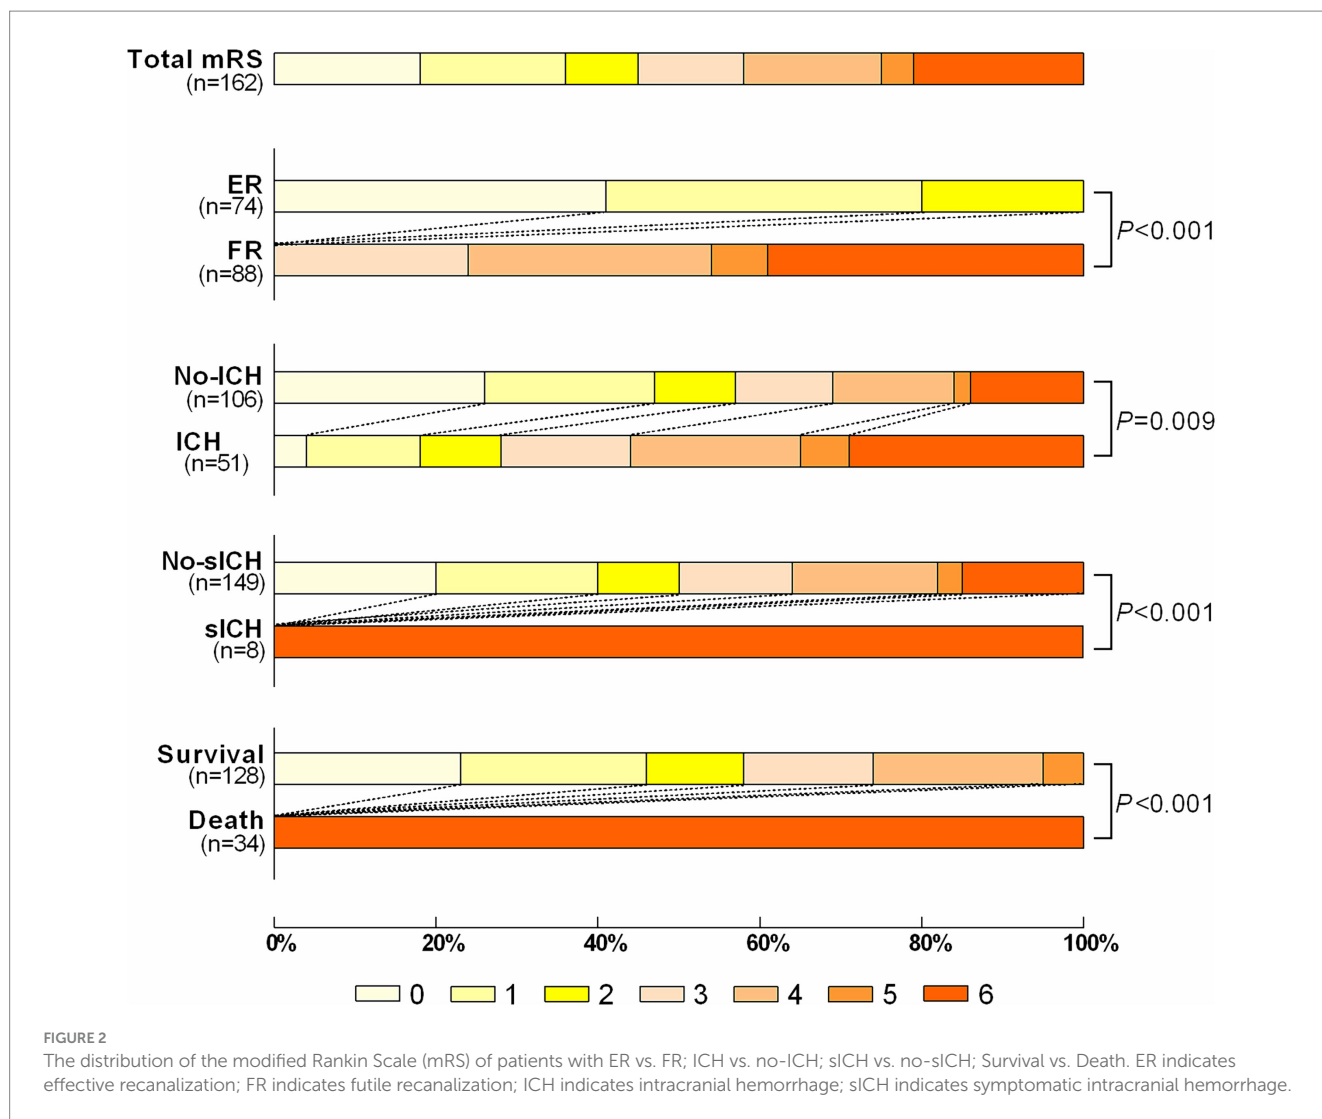 Total mRS
(n=162)
ER
(n=74)
P<0.001
FR
(n=88)
No-ICH
(n=106)
P=0.009
ICH
(n=51)
No-sICH
(n=149)
P<0.001
sICH
(n=8)
Survival
(n=128)
P<0.001
Death
(n=34)
0% 20% 40% 60% 80% 100%
0 1 2 3 4 5 6
FIGURE 2
The distribution of the modified Rankin Scale (mRS) of patients with ER vs. FR; ICH vs. no-ICH; sICH vs. no-sICH; Survival vs. Death. ER indicates
effective recanalization; FR indicates futile recanalization; ICH indicates intracranial hemorrhage; sICH indicates symptomatic intracranial hemorrhage.